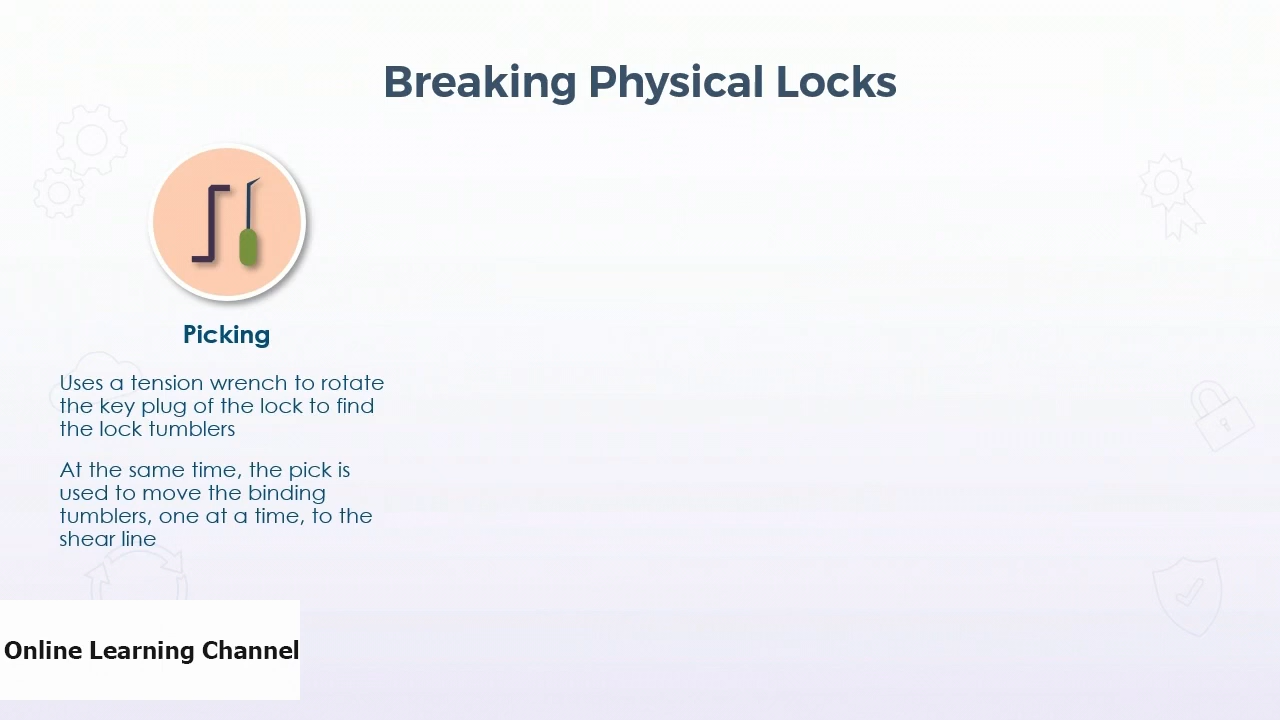 Breaking Physical Locks
Picking
Uses a tension wrench to rotate
the key plug of the lock to find
the lock tumblers
At the same time, the pick is
used to move the binding
tumblers, one at a time, to the
shear line
Online Learning Channel